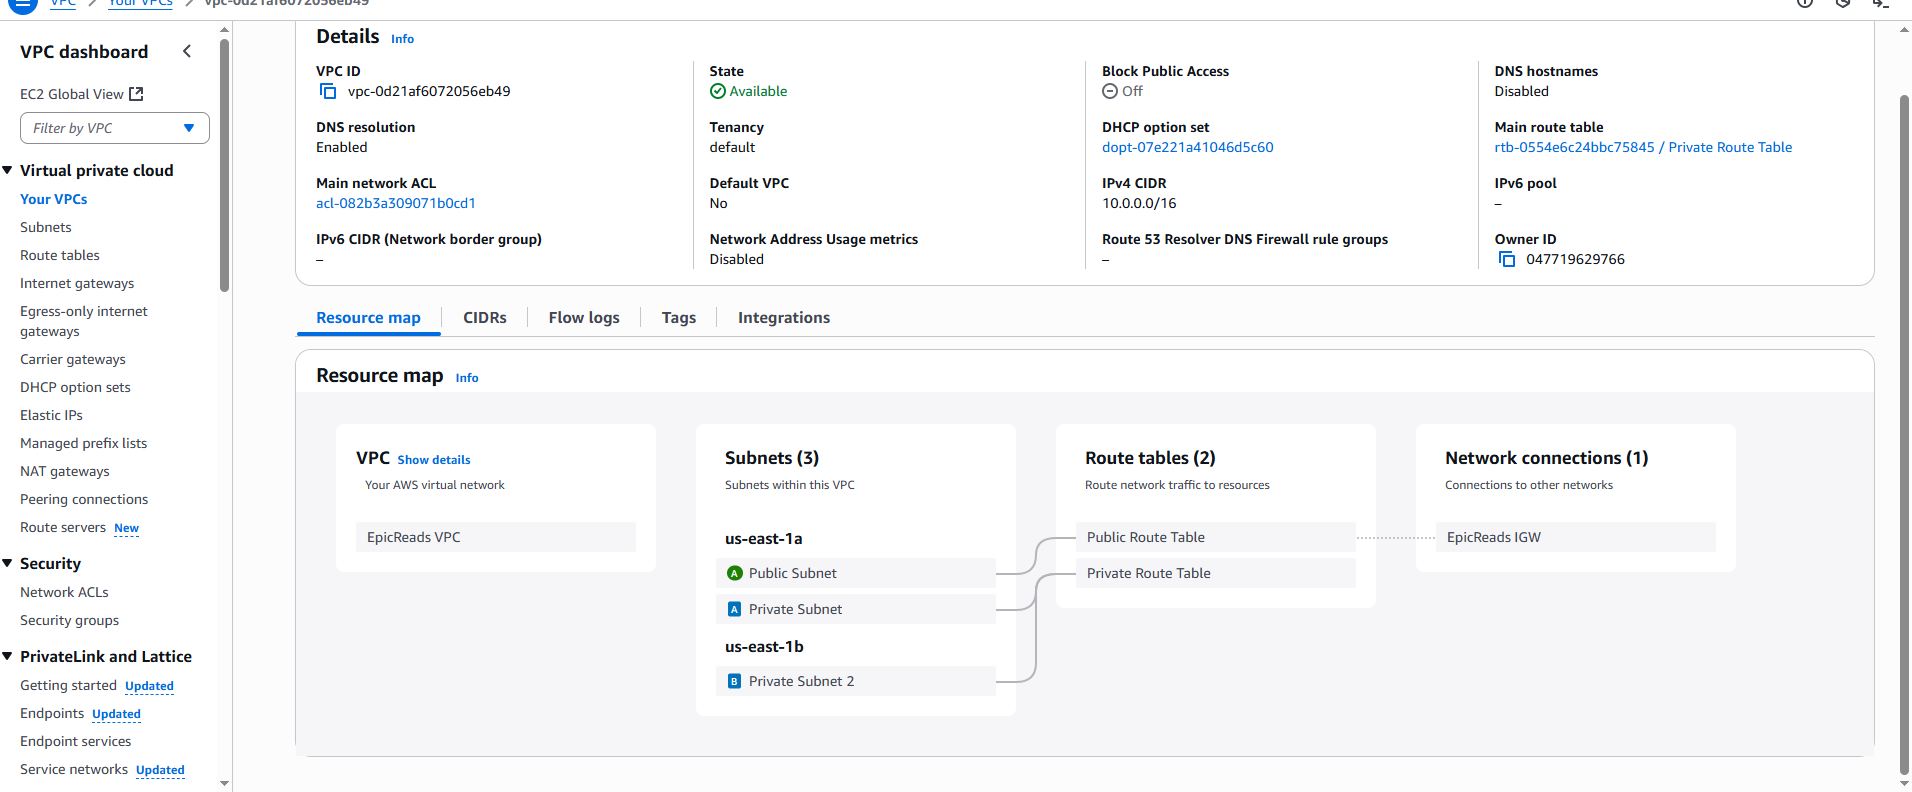 VPC / Your VPCs / vpc-0d21af6072056eb49
VPC dashboard
EC2 Global View
Filter by VPC
Virtual private cloud
Your VPCs
Subnets
Route tables
Internet gateways
Egress-only internet
gateways
Carrier gateways
DHCP option sets
Elastic IPs
Managed prefix lists
NAT gateways
Peering connections
Route servers New
Security
Network ACLs
Security groups
PrivateLink and Lattice
Getting started Updated
Endpoints Updated
Endpoint services
Service networks Updated
Details Info
VPC ID
vpc-0d21af6072056eb49
State
Available
Block Public Access
Off
DNS hostnames
Disabled
DNS resolution
Enabled
Tenancy
default
DHCP option set
dopt-07e221a41046d5c60
Main route table
rtb-0554e6c24bbc75845 / Private Route Table
Main network ACL
acl-082b3a309071b0cd1
Default VPC
No
IPv4 CIDR
10.0.0.0/16
IPv6 pool
–
IPv6 CIDR (Network border group)
–
Network Address Usage metrics
Disabled
Route 53 Resolver DNS Firewall rule groups
–
Owner ID
047719629766
Resource map
CIDRs
Flow logs
Tags
Integrations
Resource map Info
VPC Show details
Your AWS virtual network
EpicReads VPC
Subnets (3)
Subnets within this VPC
us-east-1a
A Public Subnet
A Private Subnet
us-east-1b
B Private Subnet 2
Route tables (2)
Route network traffic to resources
Public Route Table
Private Route Table
Network connections (1)
Connections to other networks
EpicReads IGW